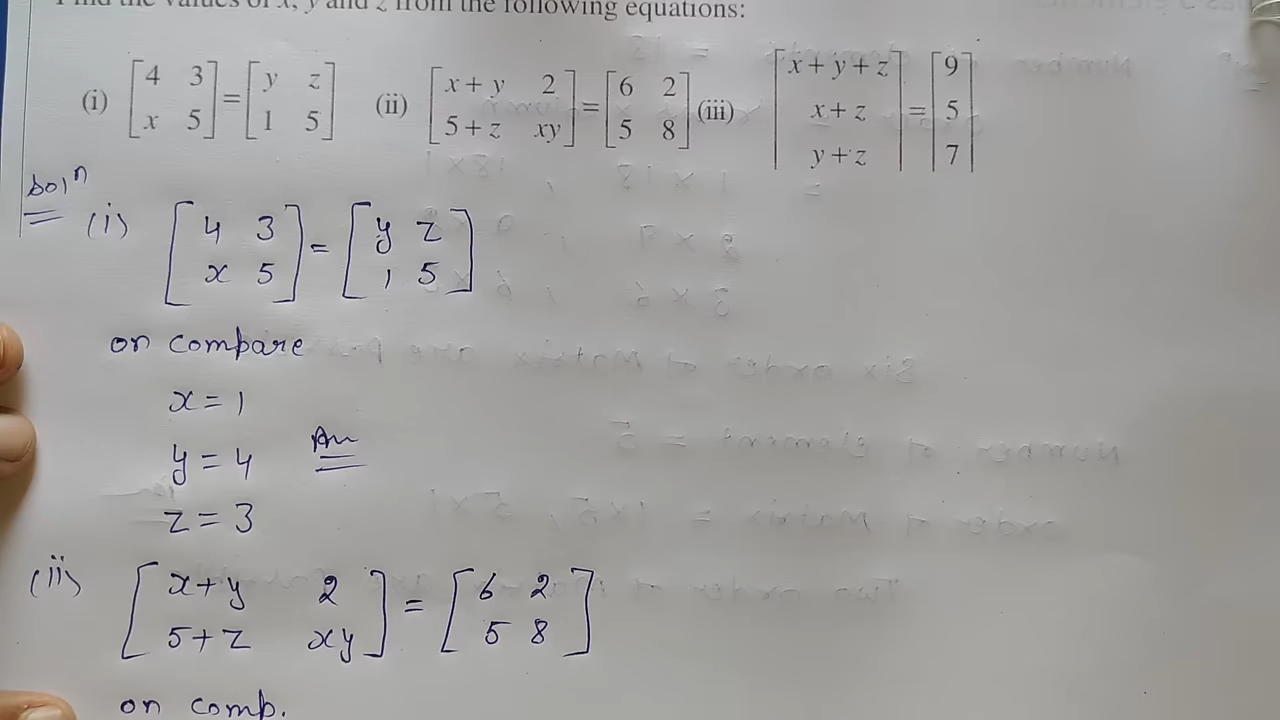 Find the values of x, y and z from the following equations:
(i) [4 3 x 5] = [y z 1 5] (ii) [x + y 2 5 + z xy] = [6 2 5 8] (iii) [x + y + z x + z y + z] = [9 5 7]
Soln
(i) [4 3
x 5] = [y z
1 5]
on compare
x = 1
y = 4 An
z = 3
(ii) [x+y 2
5+z xy] = [6 2
5 8]
on comp.